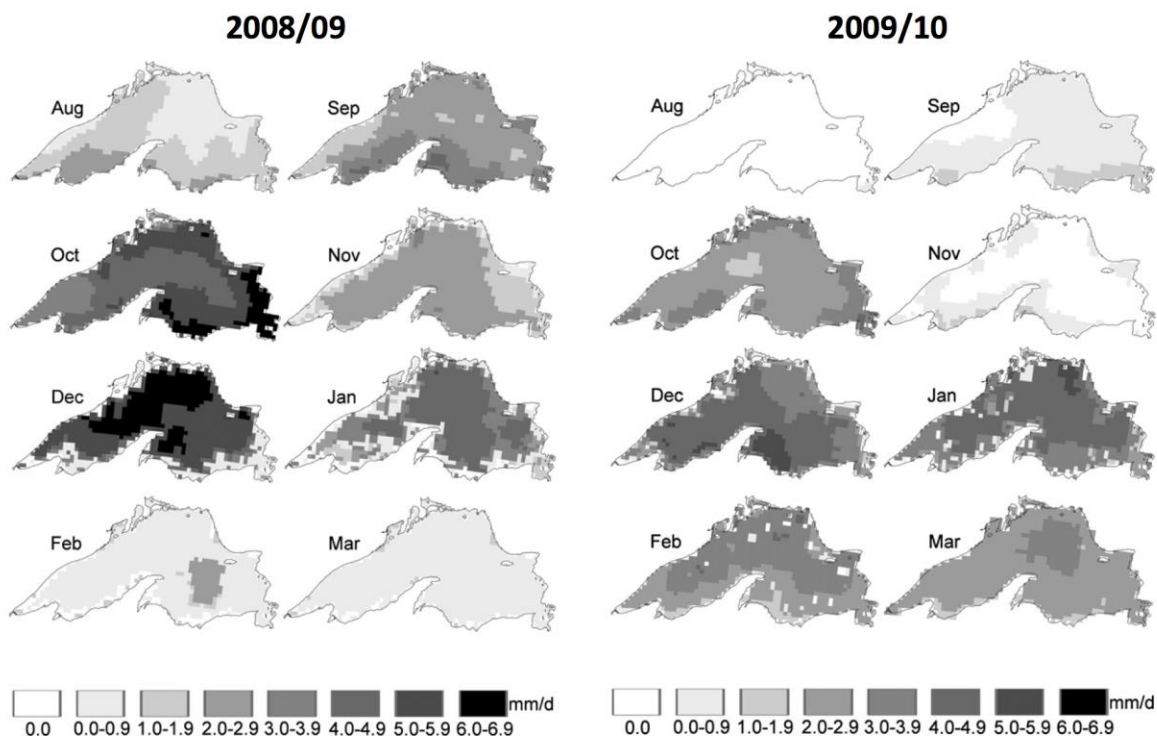 2008/09
2009/10
Aug
Sep
Aug
Sep
Oct
Nov
Oct
Nov
Dec
Jan
Dec
Jan
Feb
Mar
Feb
Mar
mm/d
0.0 0.0-0.9 1.0-1.9 2.0-2.9 3.0-3.9 4.0-4.9 5.0-5.9 6.0-6.9
mm/d
0.0 0.0-0.9 1.0-1.9 2.0-2.9 3.0-3.9 4.0-4.9 5.0-5.9 6.0-6.9